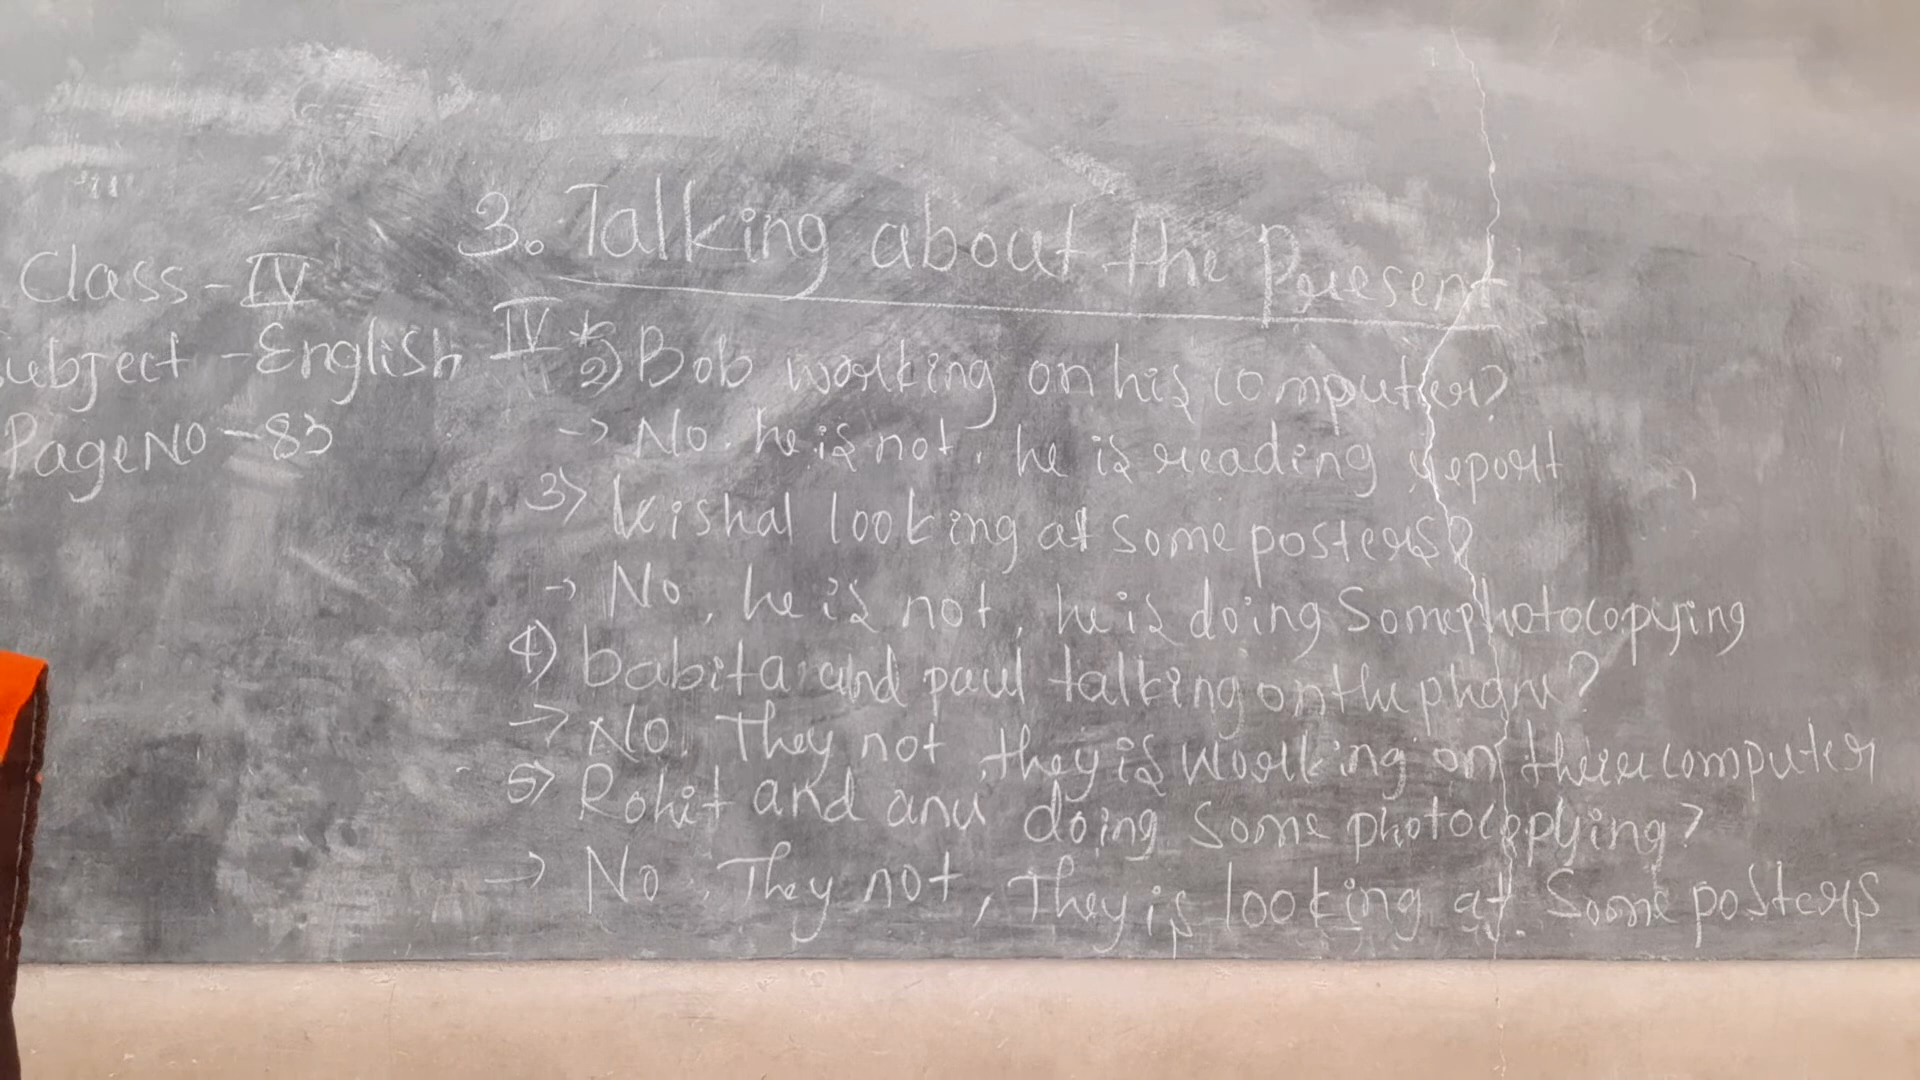 3. Talking about the Present
Class - IV
Subject - English
Page No - 83
IV * 2) Bob working on his computer?
-> No. he is not, he is reading report
3) Kishal looking at some posters?
-> No, he is not, he is doing Some photocopying
4) babita and paul talking on the phone?
-> No. They not, they is working on computer
5) Rohit and anu doing some photocopying?
-> No, They not, They is looking at Some posters